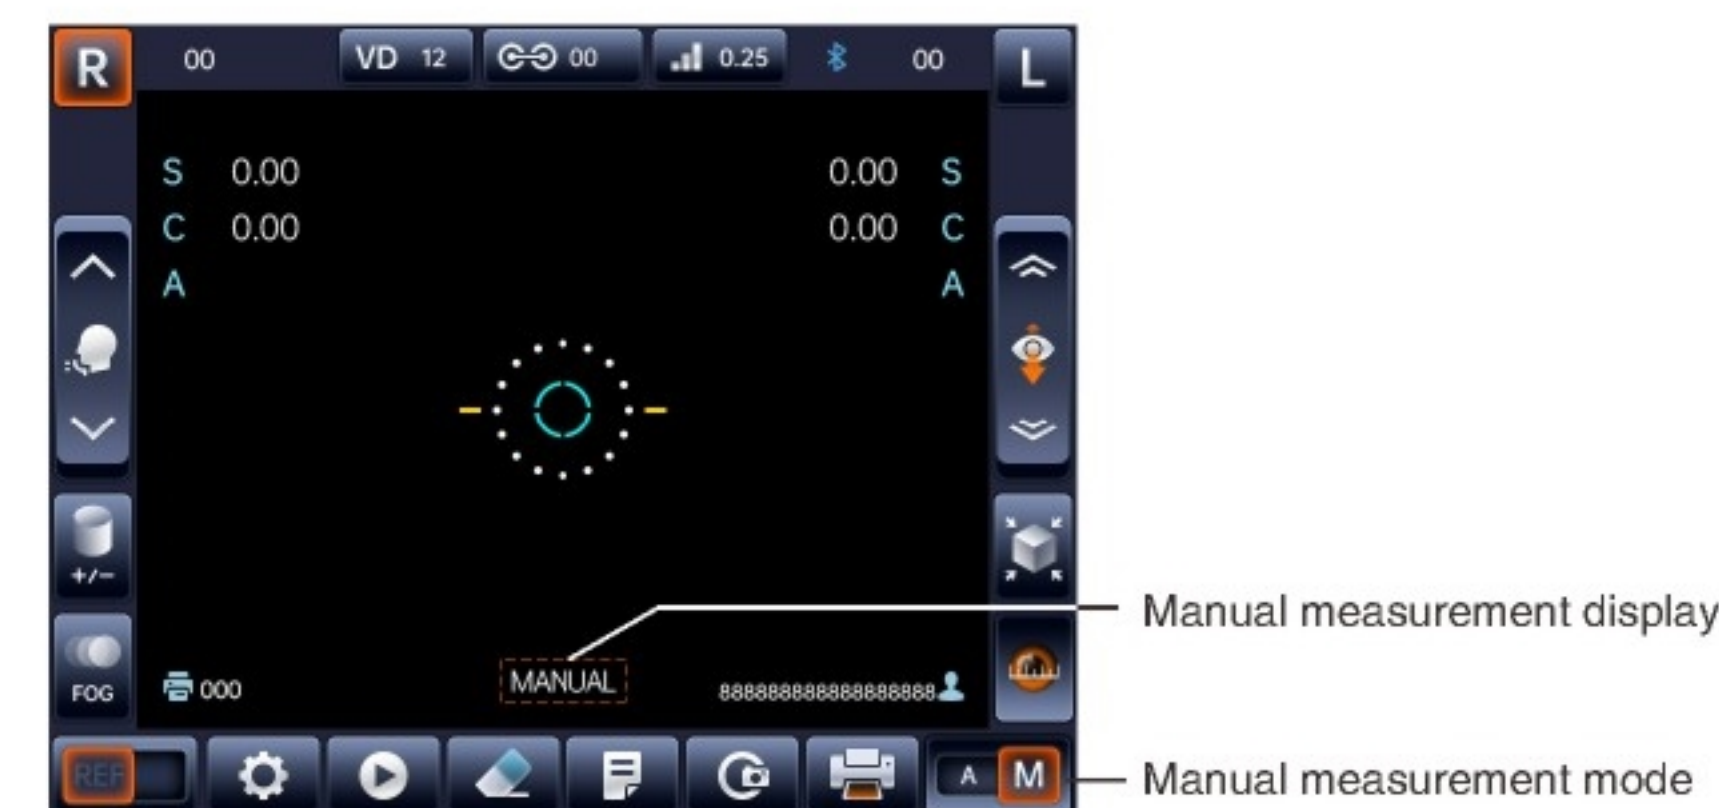 R 00 VD 12 00 0.25 00 L
S 0.00 0.00 S
C 0.00 0.00 C
A A
+/−
Manual measurement display
FOG 000 MANUAL 888888888888888888
REF A M Manual measurement mode